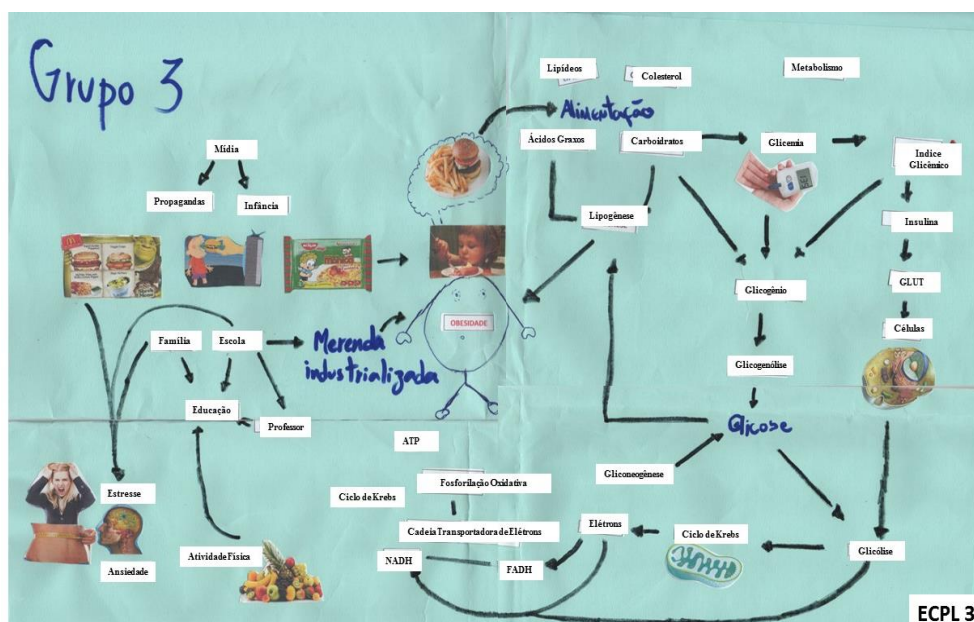 Grupo 3
Lipídeos
Colesterol
Metabolismo
Alimentação
Ácidos Graxos
Carboidratos
Glicemia
Indice
Glicêmico
Mídia
Propagandas
Infância
Lipogênese
Insulina
Glicogênio
GLUT
OBESIDADE
Células
Família
Escola
Merenda
industrializada
Glicogenólise
Educação
Professor
Glicose
ATP
Gliconeogênese
Fosforilação Oxidativa
Estresse
Ciclo de Krebs
Cadeia Transportadora de Elétrons
Elétrons
Ciclo de Krebs
Glicólise
Atividade Física
NADH
FADH
Ansiedade
ECPL 3